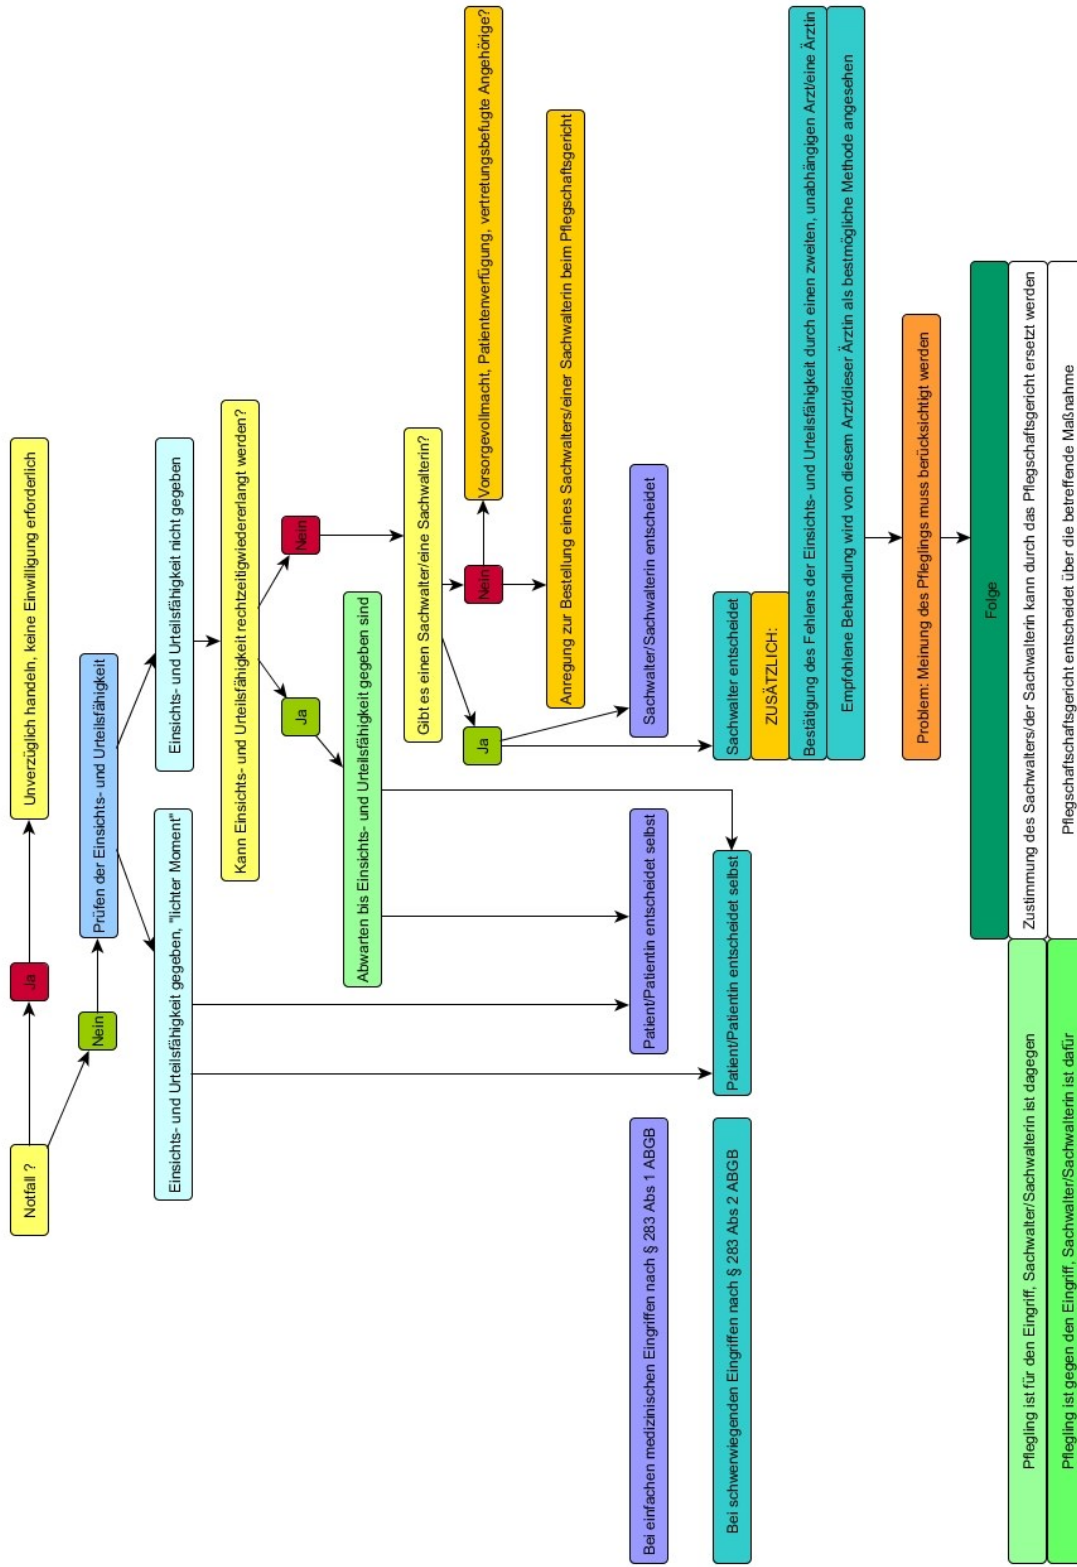 Notfall ?
Ja
Unverzüglich handeln, keine Einwilligung erforderlich
Nein
Prüfen der Einsichts- und Urteilsfähigkeit
Einsichts- und Urteilsfähigkeit gegeben, "lichter Moment"
Einsichts- und Urteilsfähigkeit nicht gegeben
Kann Einsichts- und Urteilsfähigkeit rechtzeitigwiedererlangt werden?
Ja
Nein
Abwarten bis Einsichts- und Urteilsfähigkeit gegeben sind
Gibt es einen Sachwalter/eine Sachwalterin?
Ja
Nein
Vorsorgevollmacht, Patientenverfügung, vertretungsbefugte Angehörige?
Anregung zur Bestellung eines Sachwalters/einer Sachwalterin beim Pflegschaftsgericht
Bei einfachen medizinischen Eingriffen nach § 283 Abs 1 ABGB
Patient/Patientin entscheidet selbst
Sachwalter/Sachwalterin entscheidet
Bei schwerwiegenden Eingriffen nach § 283 Abs 2 ABGB
Patient/Patientin entscheidet selbst
Sachwalter entscheidet
ZUSÄTZLICH:
Bestätigung des Fehlens der Einsichts- und Urteilsfähigkeit durch einen zweiten, unabhängigen Arzt/eine Ärztin
Empfohlene Behandlung wird von diesem Arzt/dieser Ärztin als bestmögliche Methode angesehen
Problem: Meinung des Pfleglings muss berücksichtigt werden
Folge
Pflegling ist für den Eingriff, Sachwalter/Sachwalterin ist dagegen
Zustimmung des Sachwalters/der Sachwalterin kann durch das Pflegschaftsgericht ersetzt werden
Pflegling ist gegen den Eingriff, Sachwalter/Sachwalterin ist dafür
Pflegschaftschaftsgericht entscheidet über die betreffende Maßnahme